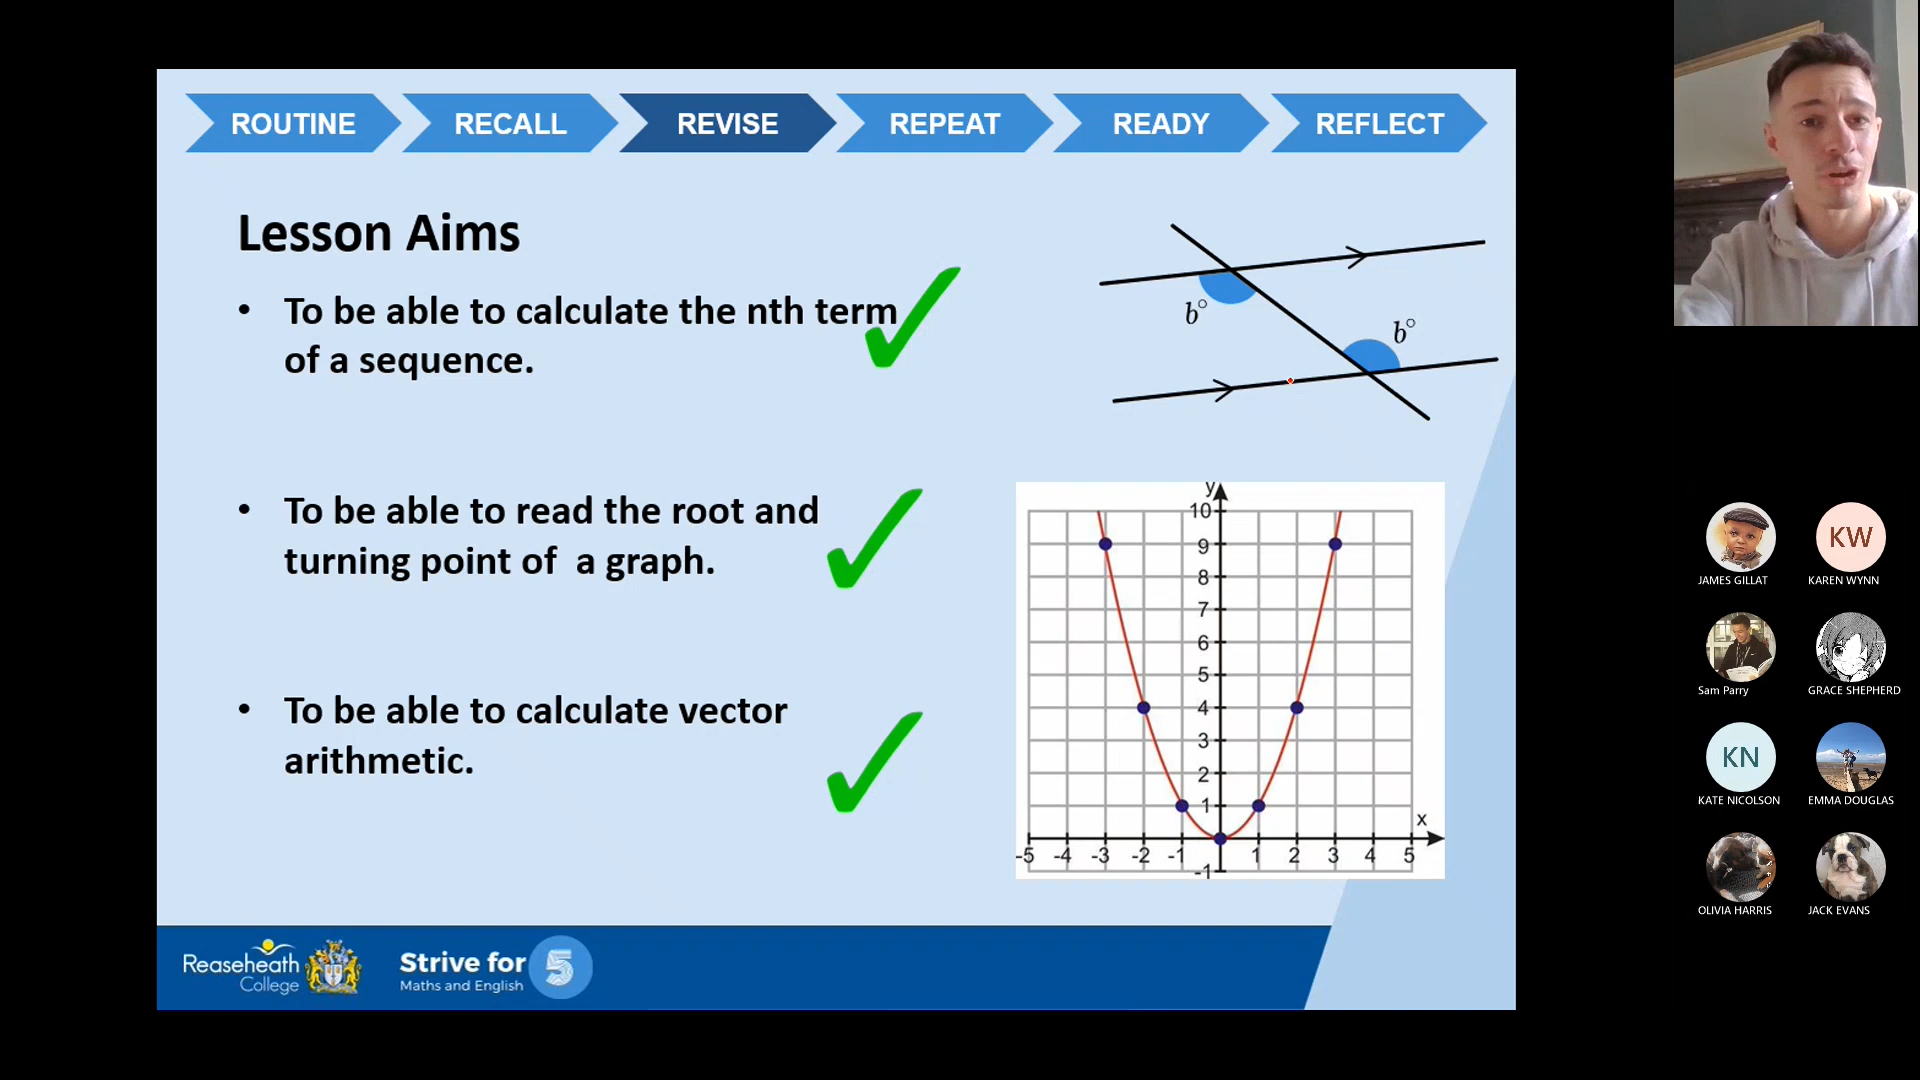 ROUTINE
RECALL
REVISE
REPEAT
READY
REFLECT
Lesson Aims
• To be able to calculate the nth term
of a sequence.
• To be able to read the root and
turning point of a graph.
• To be able to calculate vector
arithmetic.
b°
b°
y
10
9
8
7
6
5
4
3
2
1
x
-5 -4 -3 -2 -1 1 2 3 4 5
-1
Reaseheath
College
Strive for 5
Maths and English
KW
JAMES GILLAT
KAREN WYNN
Sam Parry
GRACE SHEPHERD
KN
KATE NICOLSON
EMMA DOUGLAS
OLIVIA HARRIS
JACK EVANS